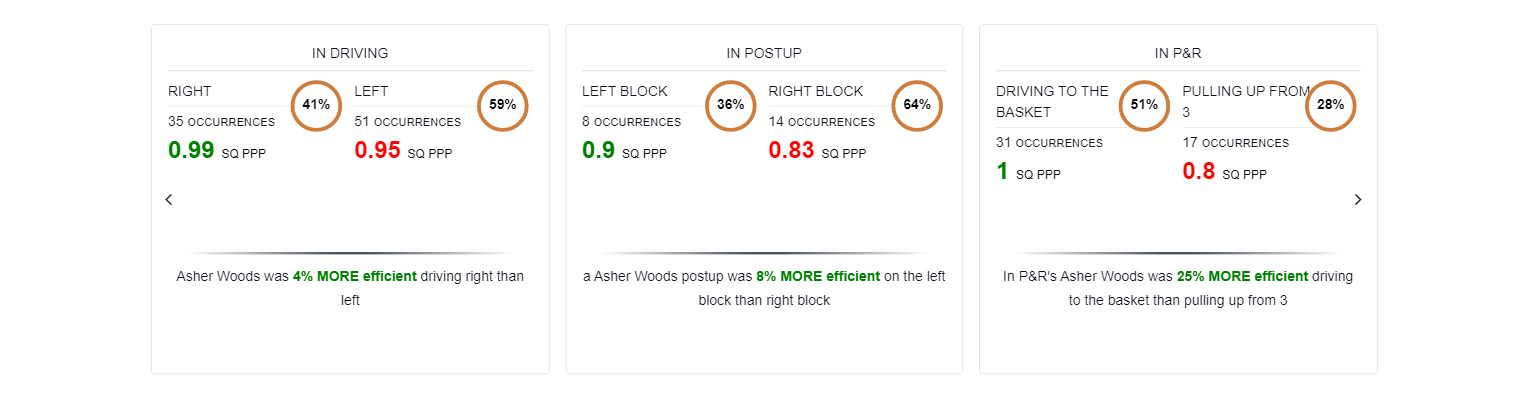 IN DRIVING
RIGHT
41%
35 OCCURRENCES
0.99 SQ PPP
LEFT
59%
51 OCCURRENCES
0.95 SQ PPP
Asher Woods was 4% MORE efficient driving right than
left
IN POSTUP
LEFT BLOCK
36%
8 OCCURRENCES
0.9 SQ PPP
RIGHT BLOCK
64%
14 OCCURRENCES
0.83 SQ PPP
a Asher Woods postup was 8% MORE efficient on the left
block than right block
IN P&R
DRIVING TO THE
BASKET
51%
31 OCCURRENCES
1 SQ PPP
PULLING UP FROM
3
28%
17 OCCURRENCES
0.8 SQ PPP
In P&R's Asher Woods was 25% MORE efficient driving
to the basket than pulling up from 3